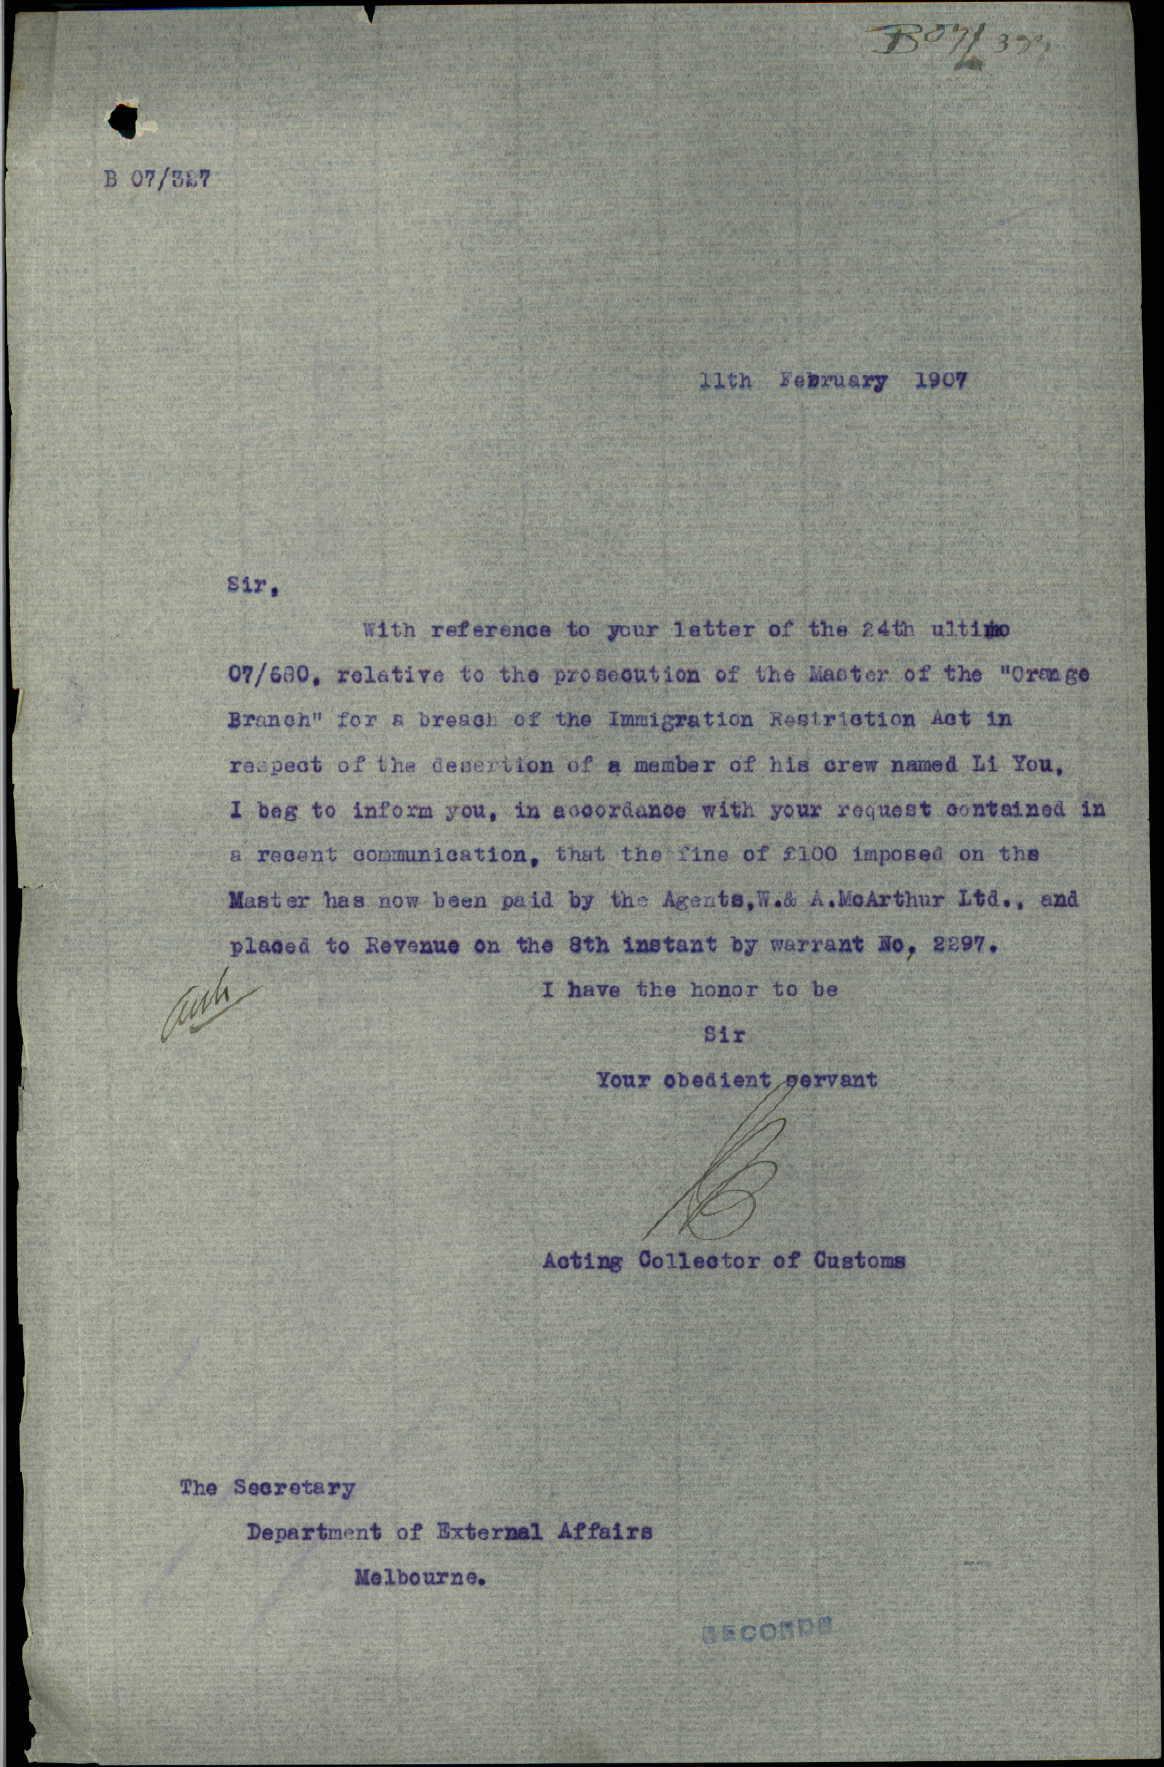 B 07/327
11th February 1907
Sir,
With reference to your letter of the 24th ultimo
07/680, relative to the prosecution of the Master of the "Orange
Branch" for a breach of the Immigration Restriction Act in
respect of the desertion of a member of his crew named Li You,
I beg to inform you, in accordance with your request contained in
a recent communication, that the fine of £100 imposed on the
Master has now been paid by the Agents,W.& A.McArthur Ltd., and
placed to Revenue on the 8th instant by warrant No, 2297.
I have the honor to be
Sir
Your obedient servant
Acting Collector of Customs
The Secretary
Department of External Affairs
Melbourne.
RECORDS